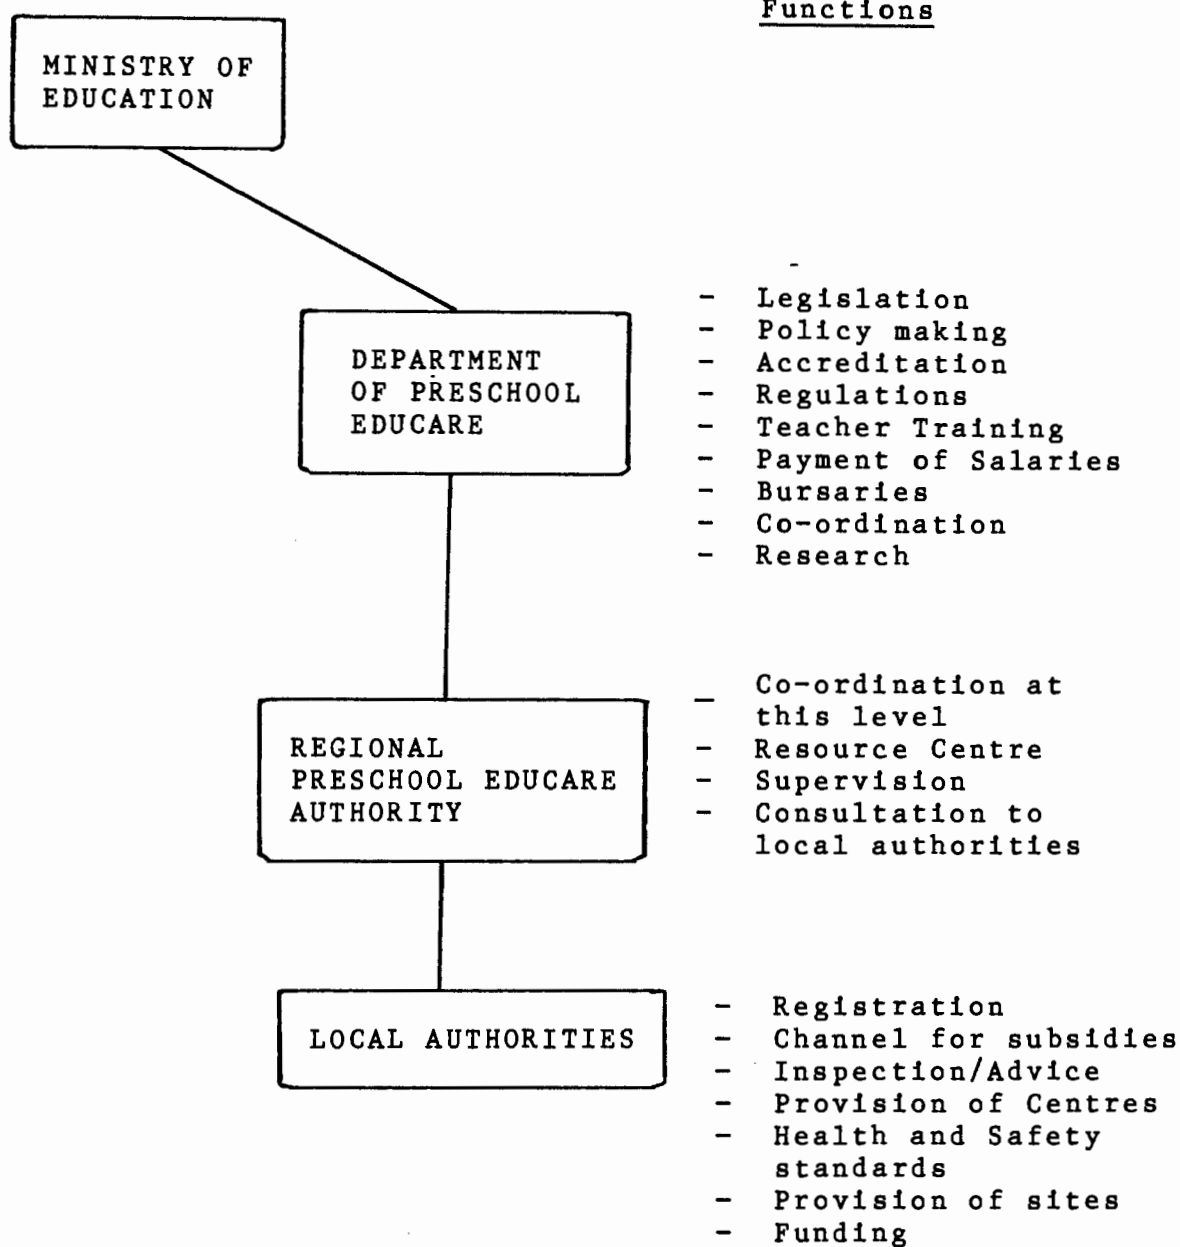 Functions
MINISTRY OF
EDUCATION
DEPARTMENT
OF PRESCHOOL
EDUCARE
-
- Legislation
- Policy making
- Accreditation
- Regulations
- Teacher Training
- Payment of Salaries
- Bursaries
- Co-ordination
- Research
REGIONAL
PRESCHOOL EDUCARE
AUTHORITY
- Co-ordination at
this level
- Resource Centre
- Supervision
- Consultation to
local authorities
LOCAL AUTHORITIES
- Registration
- Channel for subsidies
- Inspection/Advice
- Provision of Centres
- Health and Safety
standards
- Provision of sites
- Funding